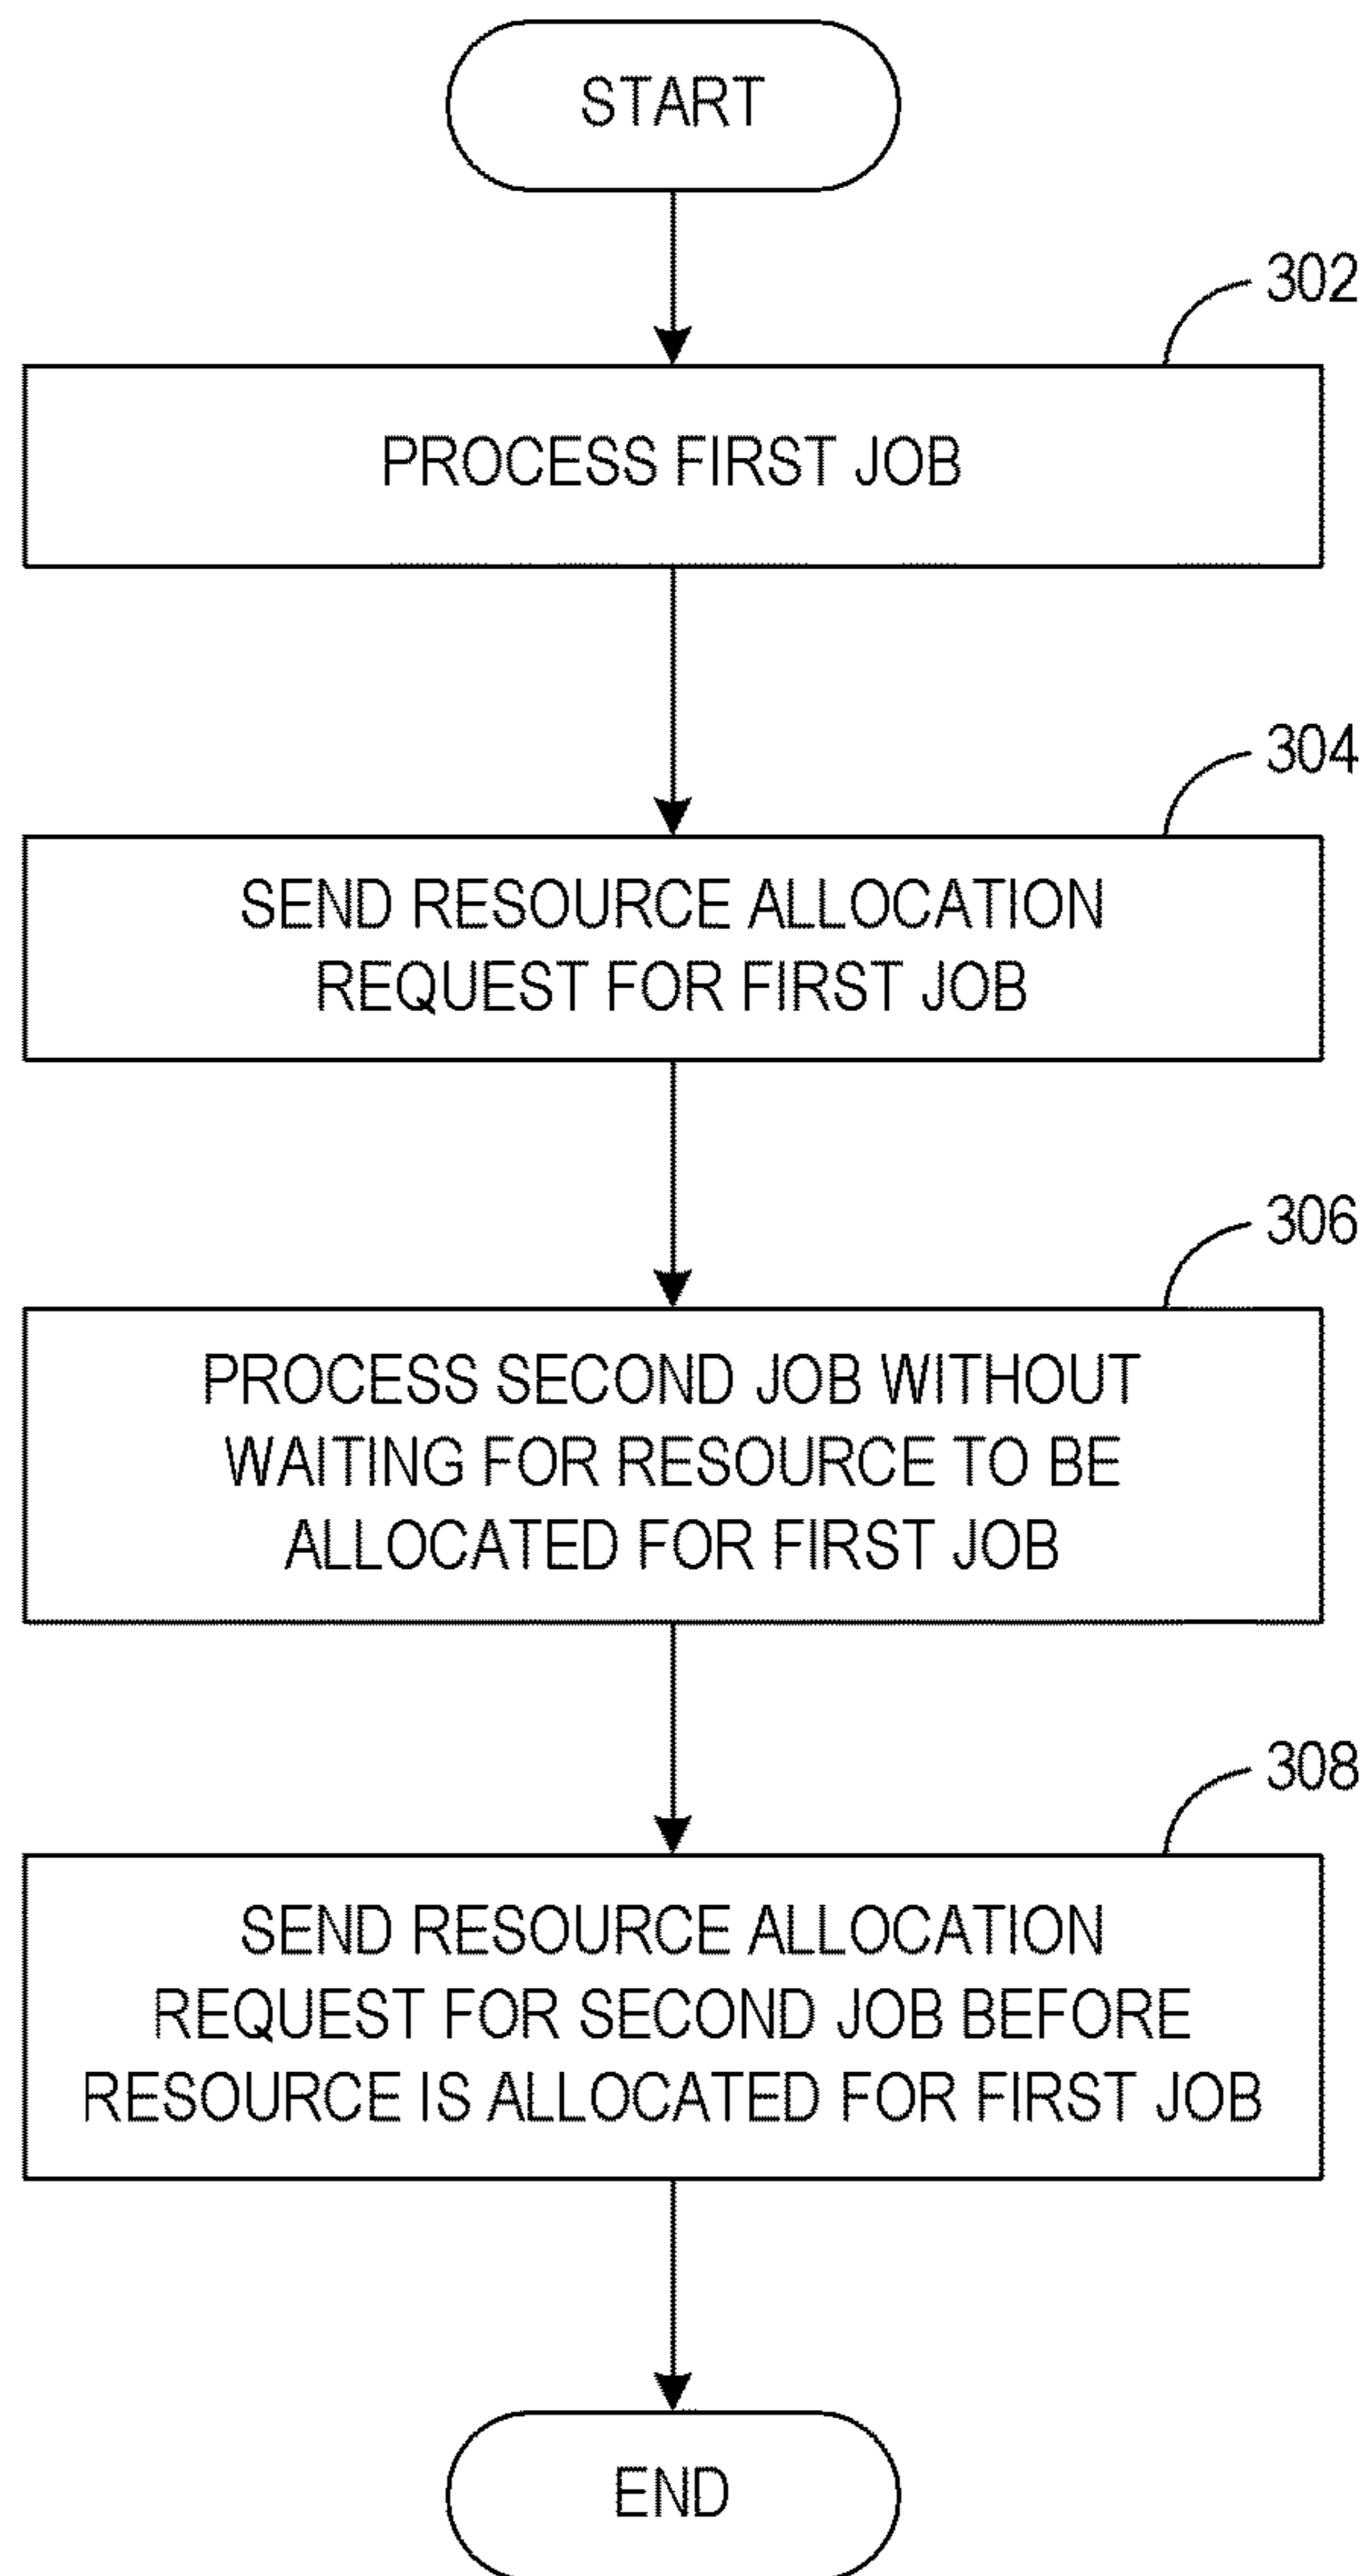 START
302
PROCESS FIRST JOB
304
SEND RESOURCE ALLOCATION
REQUEST FOR FIRST JOB
306
PROCESS SECOND JOB WITHOUT
WAITING FOR RESOURCE TO BE
ALLOCATED FOR FIRST JOB
308
SEND RESOURCE ALLOCATION
REQUEST FOR SECOND JOB BEFORE
RESOURCE IS ALLOCATED FOR FIRST JOB
END